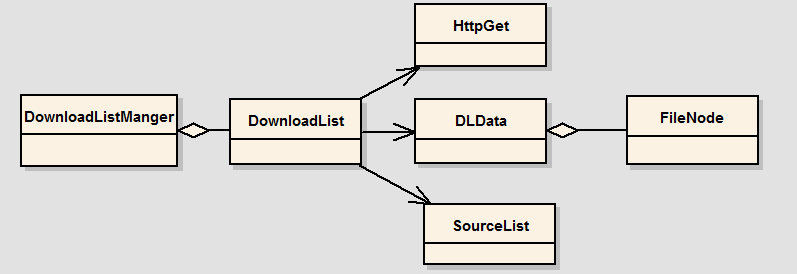 HttpGet
DownloadListManger
DownloadList
DLData
FileNode
SourceList